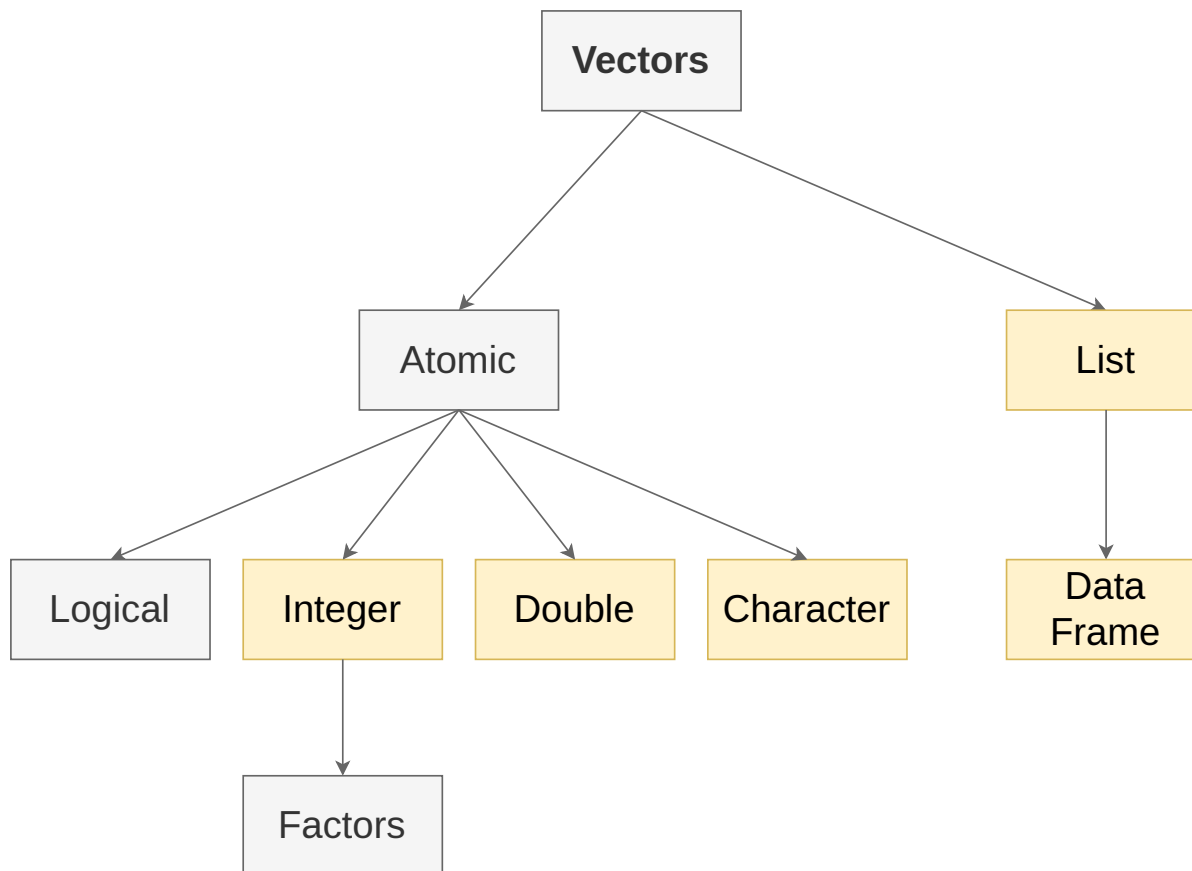 Vectors
Atomic
List
Logical
Integer
Double
Character
Data
Frame
Factors